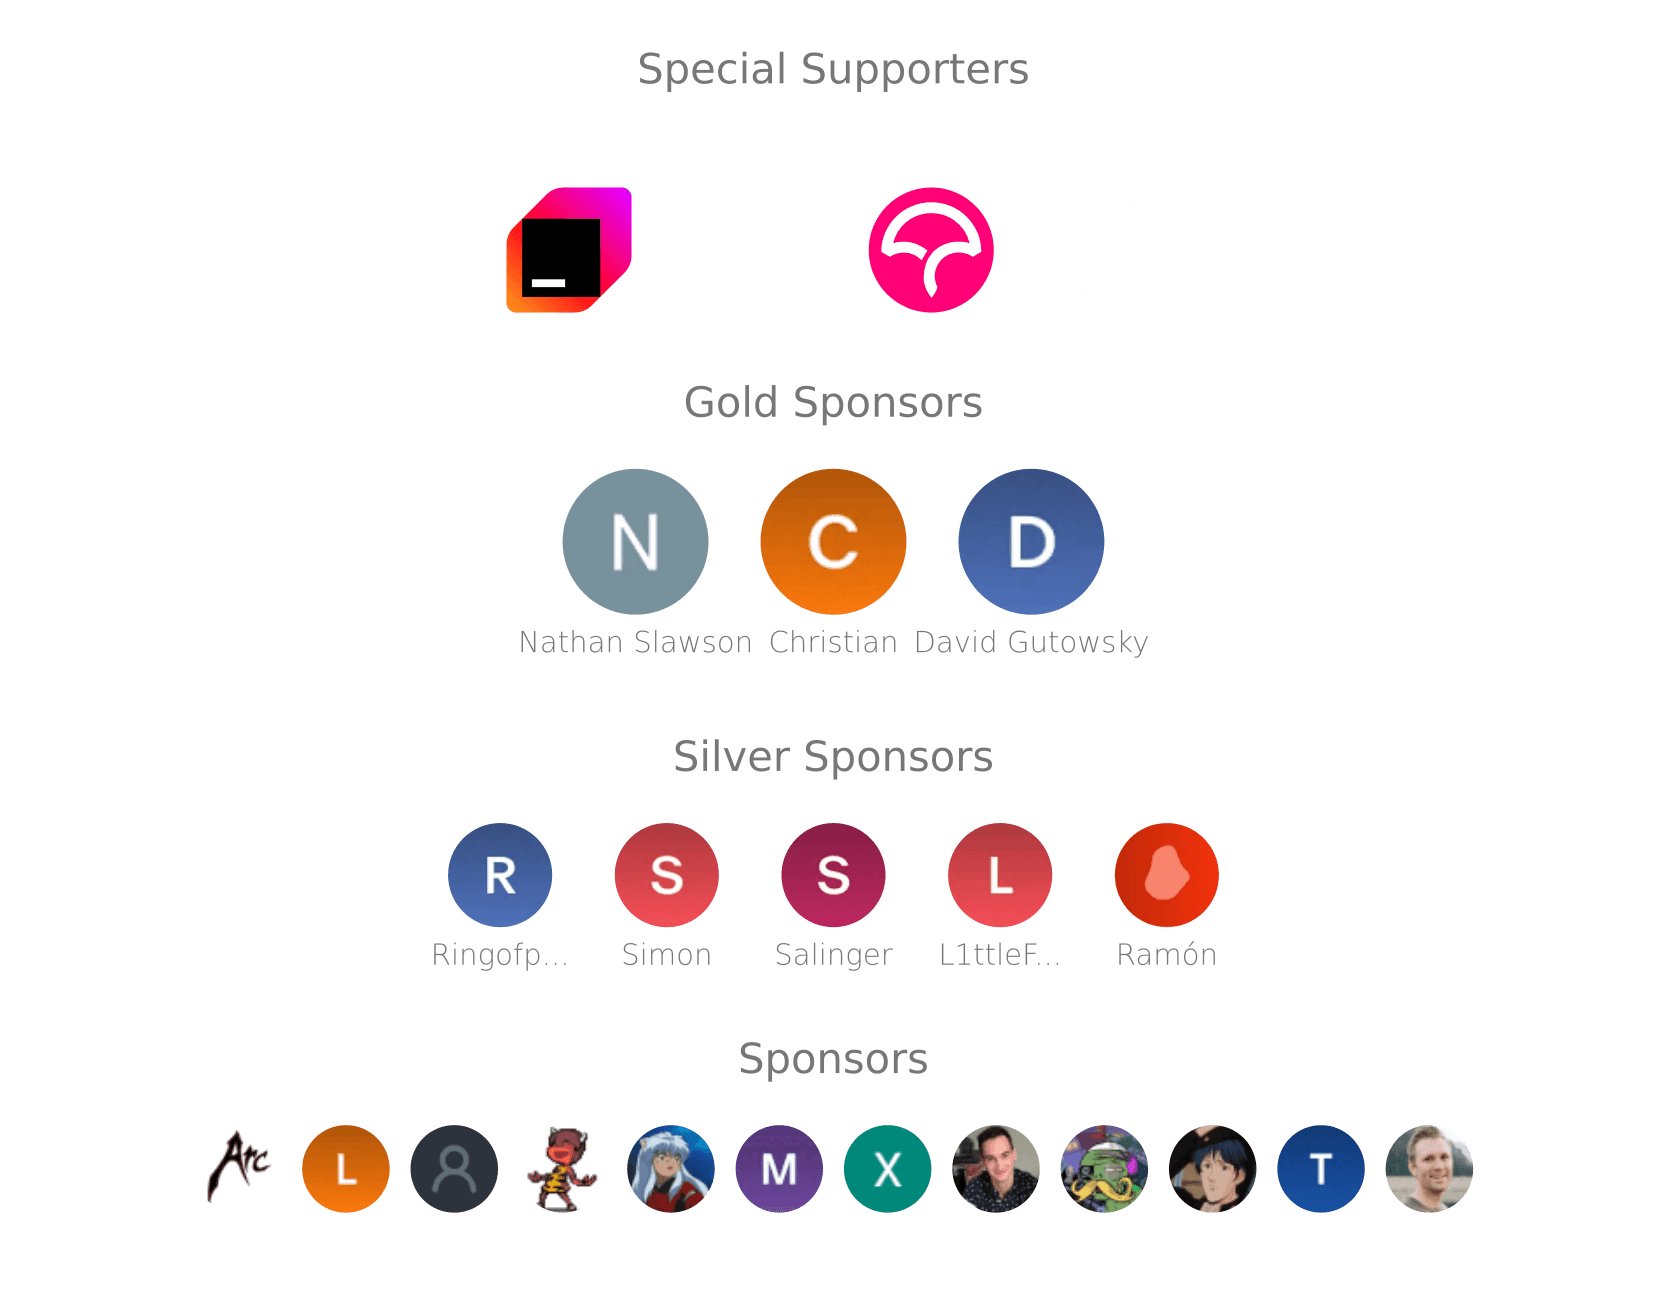 Special Supporters
Gold Sponsors
N C D
Nathan Slawson Christian David Gutowsky
Silver Sponsors
R S S L
Ringofp... Simon Salinger L1ttleF... Ramón
Sponsors
Arc L M X T